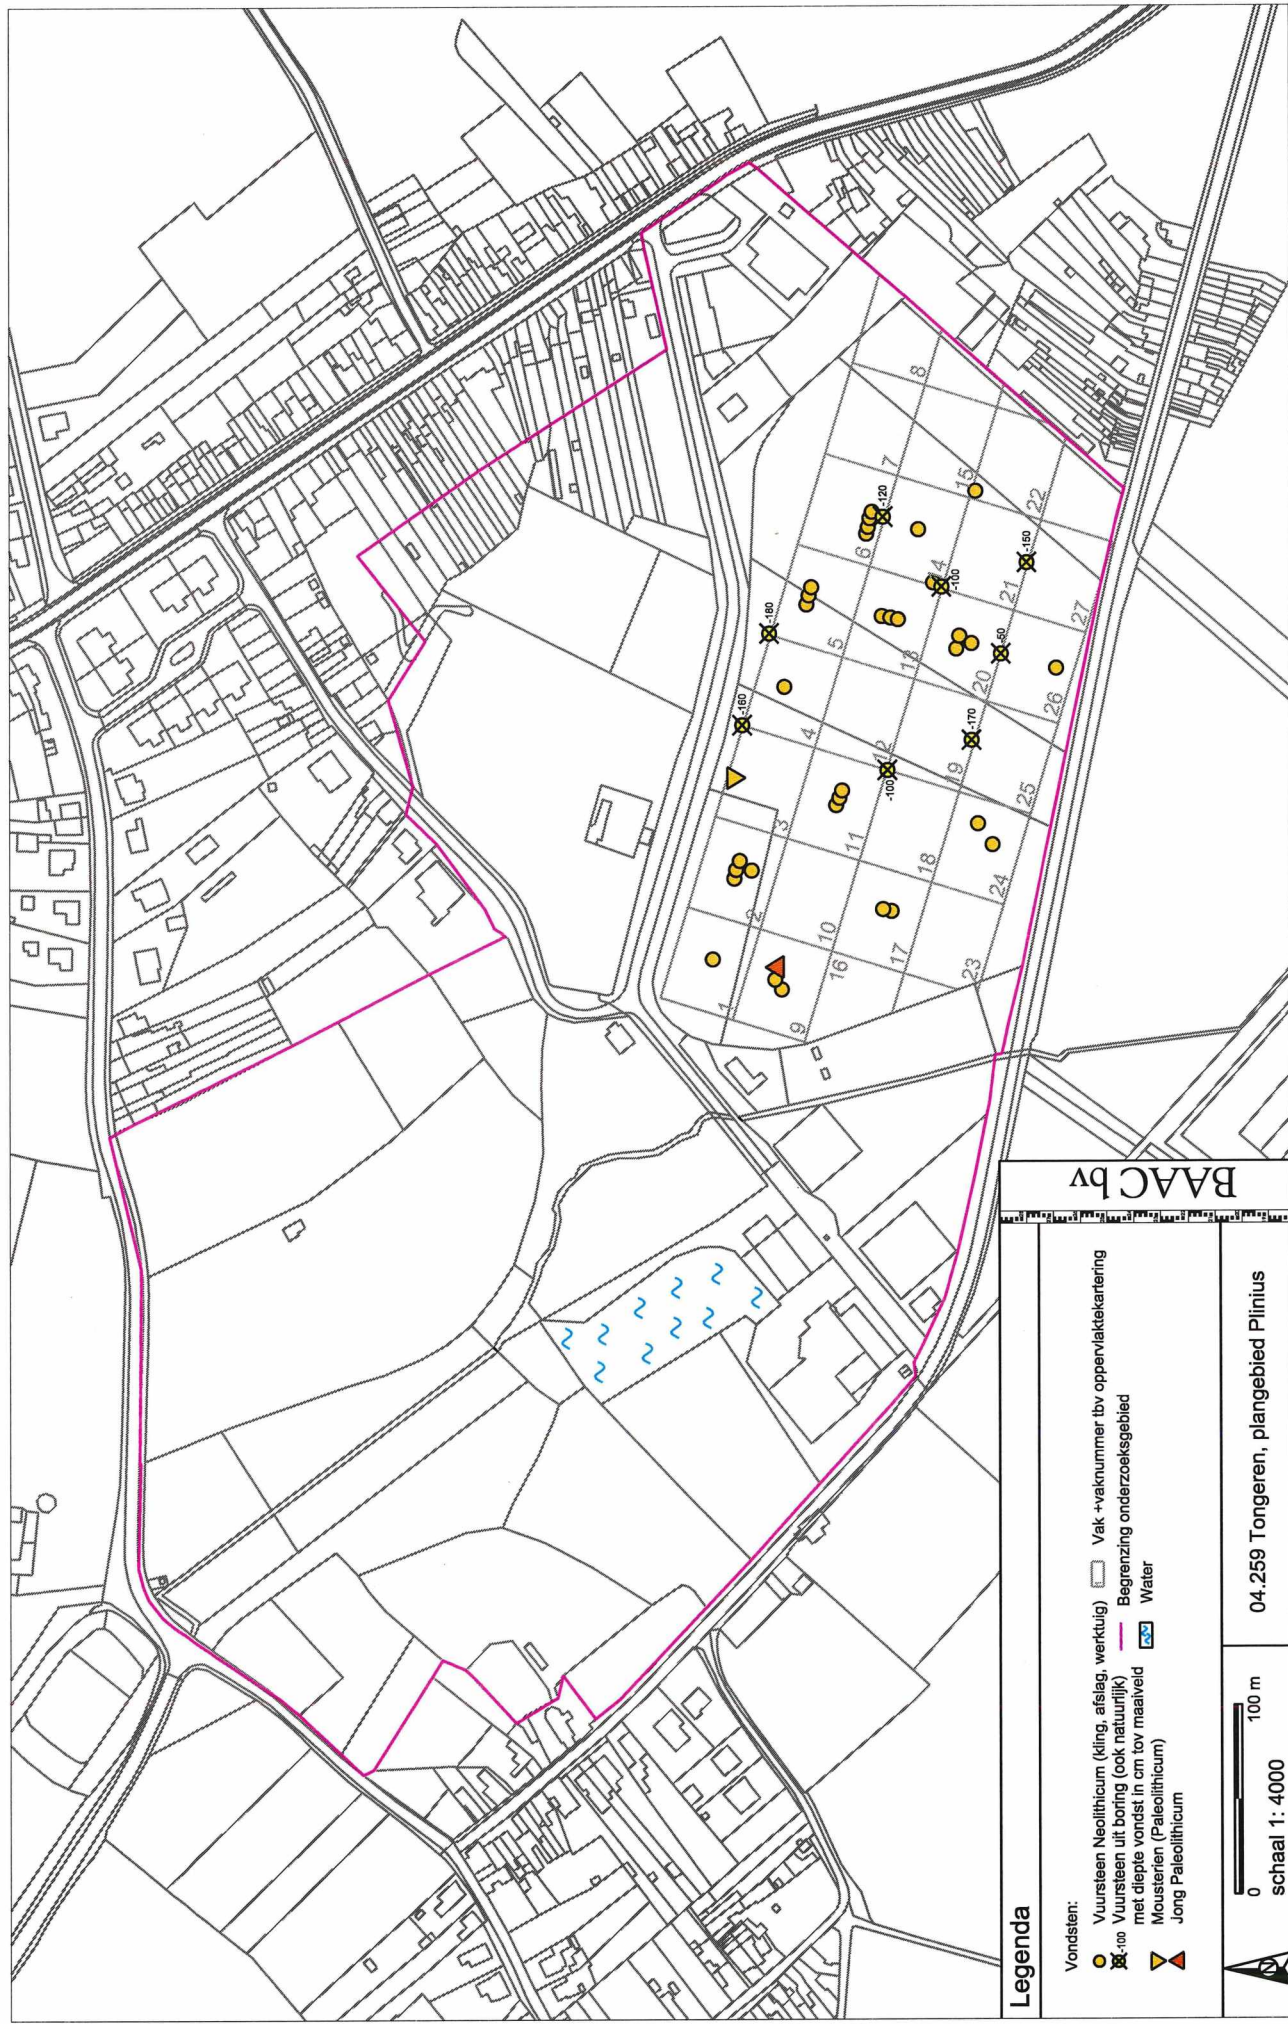 -180
-160
-120
-100
-150
-50
-170
-100
1
2
3
4
5
6
7
8
9
10
11
12
13
14
15
16
17
18
19
20
21
22
23
24
25
26
27
Legenda
Vondsten:
Vuursteen Neolithicum (kling, afslag, werktuig)
-100 Vuursteen uit boring (ook natuurlijk)
met diepte vondst in cm tov maaiveld
Mousterien (Paleolithicum)
Jong Paleolithicum
1 Vak +vaknummer tbv oppervlaktekartering
Begrenzing onderzoeksgebied
Water
BAAC bv
N
0 100 m
schaal 1: 4000
04.259 Tongeren, plangebied Plinius